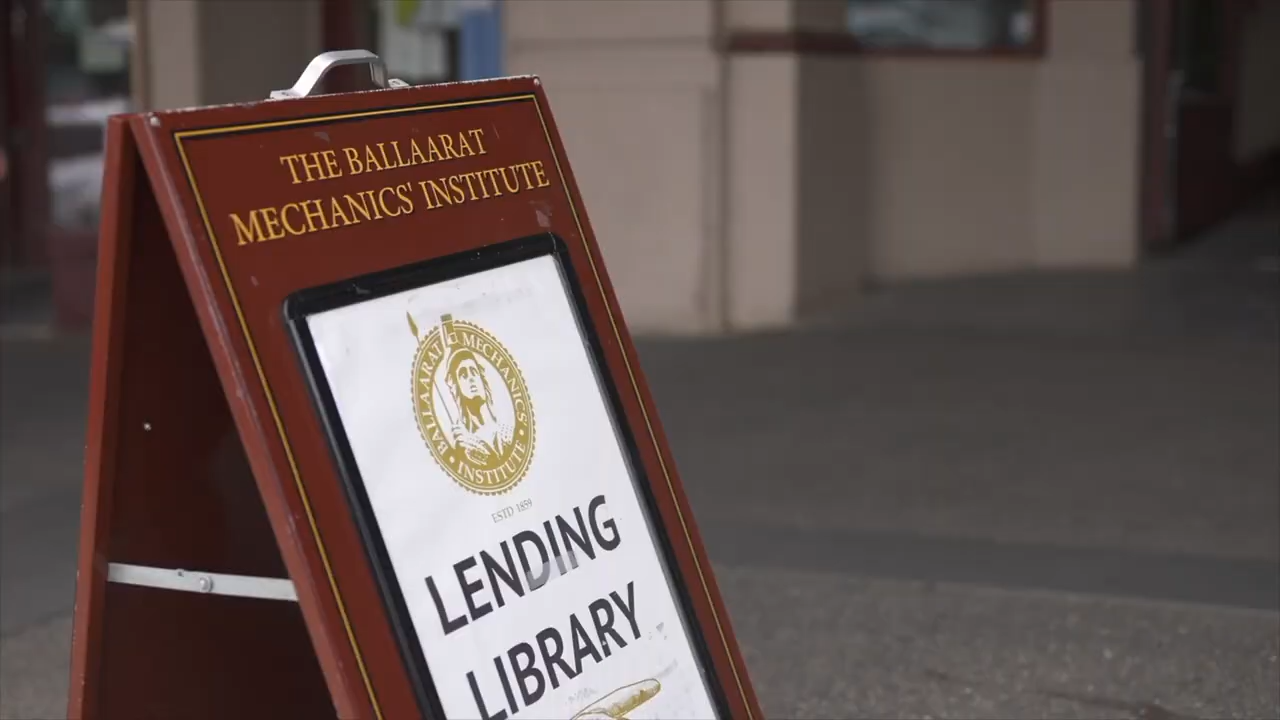 THE BALLAARAT
MECHANICS' INSTITUTE
BALLAARAT MECHANICS'
• INSTITUTE •
ESTD 1859
LENDING
LIBRARY